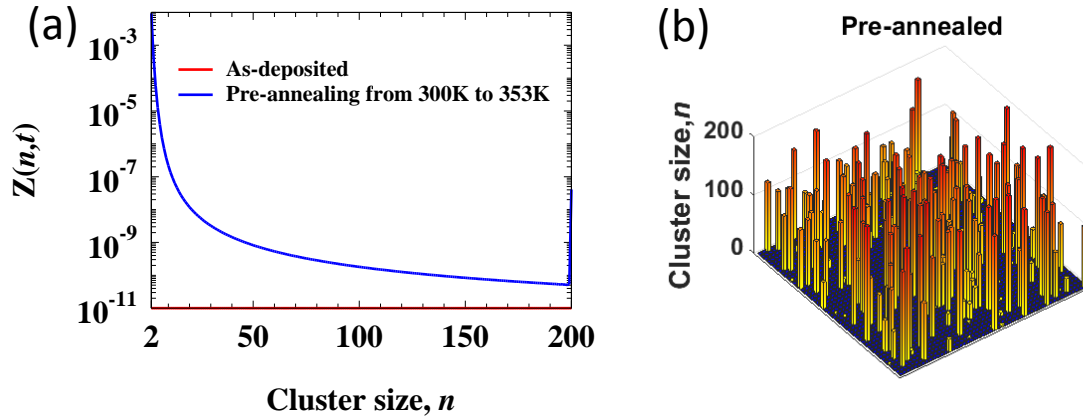 (a)
Z(n,t)
10⁻³
10⁻⁵
10⁻⁷
10⁻⁹
10⁻¹¹
As-deposited
Pre-annealing from 300K to 353K
2 50 100 150 200
Cluster size, n
(b)
Pre-annealed
Cluster size,n
200
100
0